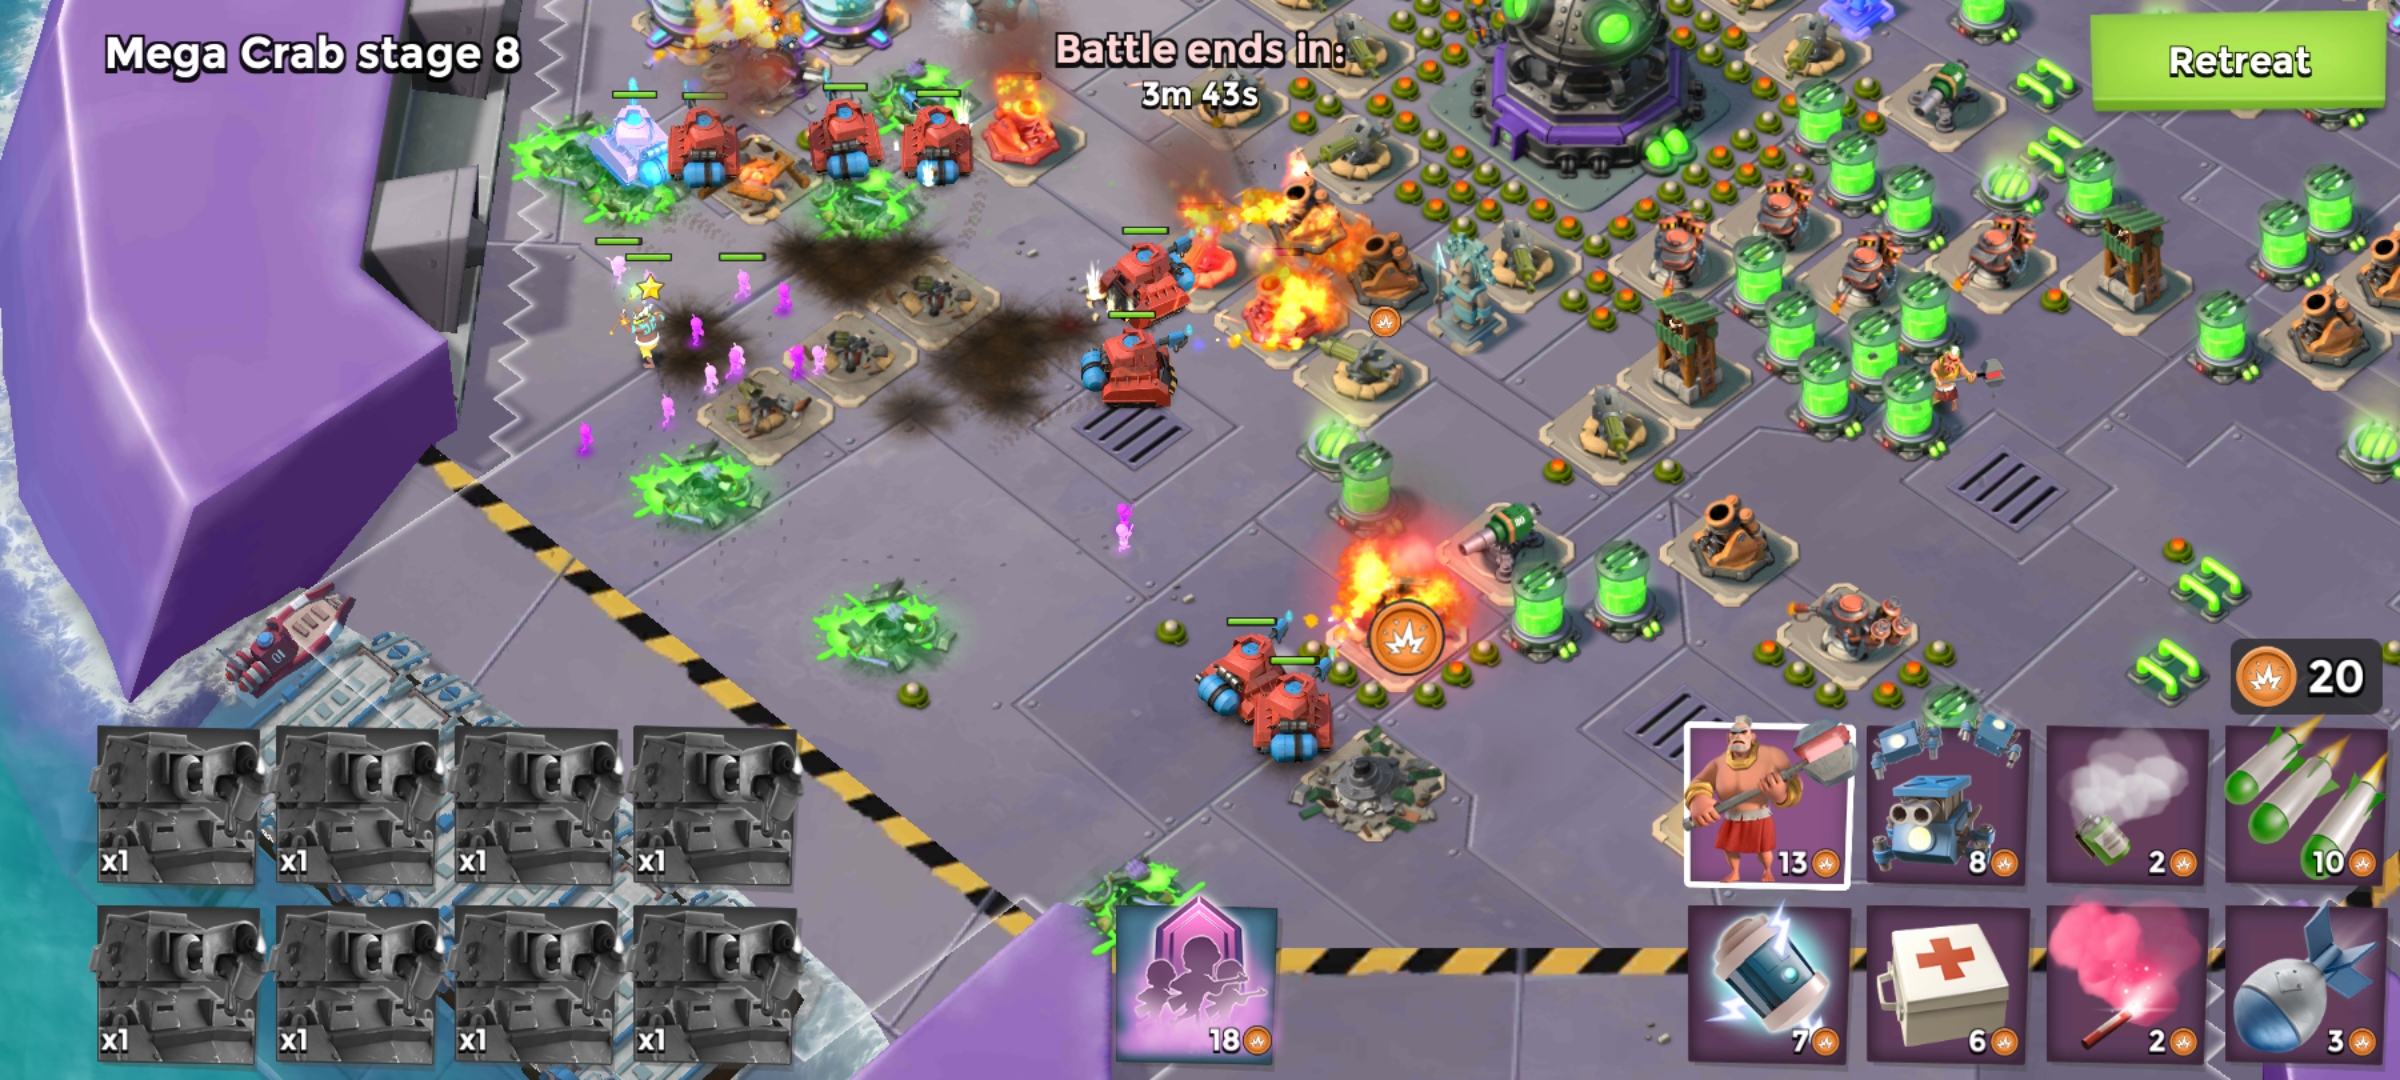 Mega Crab stage 8
Battle ends in:
3m 43s
Retreat
20
x1
x1
x1
x1
13
8
2
10
x1
x1
x1
x1
18
7
6
2
3
01